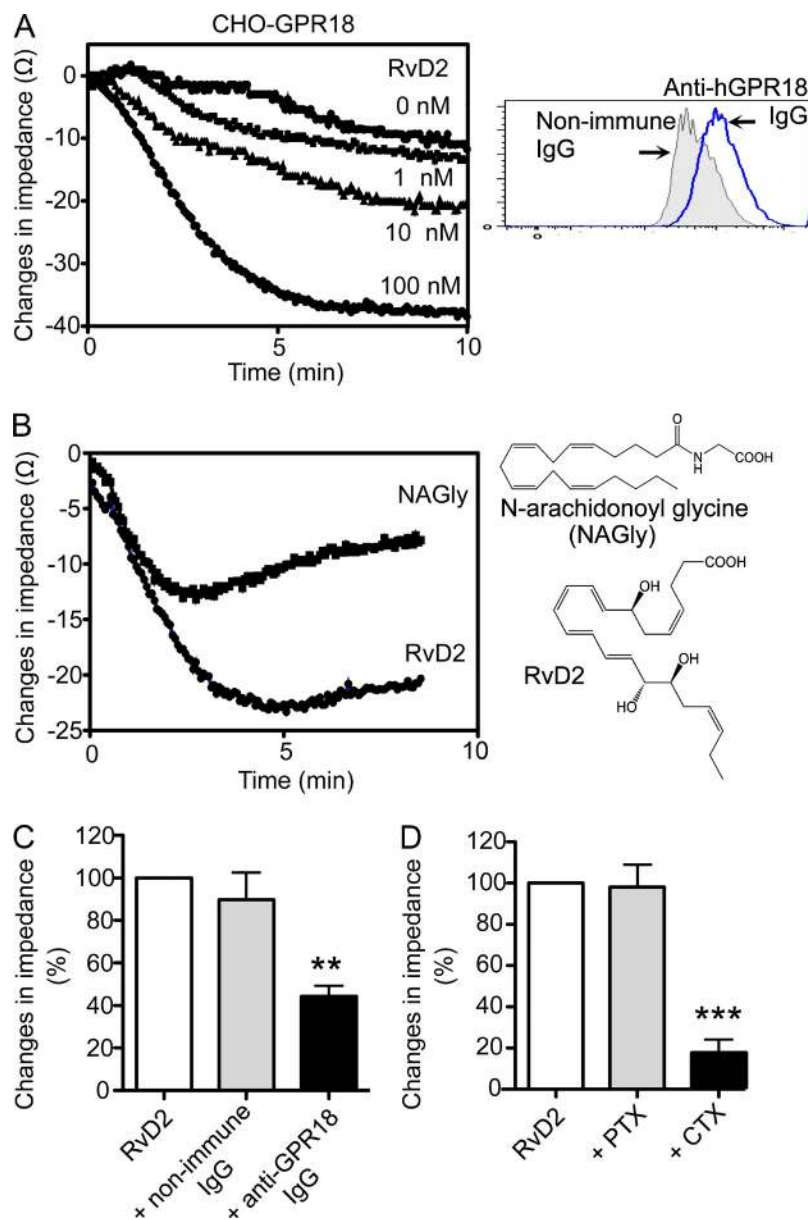 A
CHO-GPR18
Changes in impedance (Ω)
0
-10
-20
-30
-40
RvD2
0 nM
1 nM
10 nM
100 nM
0
5
10
Time (min)
Anti-hGPR18
IgG
Non-immune
IgG
0
0
B
Changes in impedance (Ω)
0
-5
-10
-15
-20
-25
NAGly
RvD2
0
5
10
Time (min)
O
N
H
COOH
N-arachidonoyl glycine
(NAGly)
OH
COOH
RvD2
OH
HO
C
Changes in impedance
(%)
120
100
80
60
40
20
0
**
RvD2
+ non-immune
IgG
+ anti-GPR18
IgG
D
Changes in impedance
(%)
120
100
80
60
40
20
0
***
RvD2
+ PTX
+ CTX